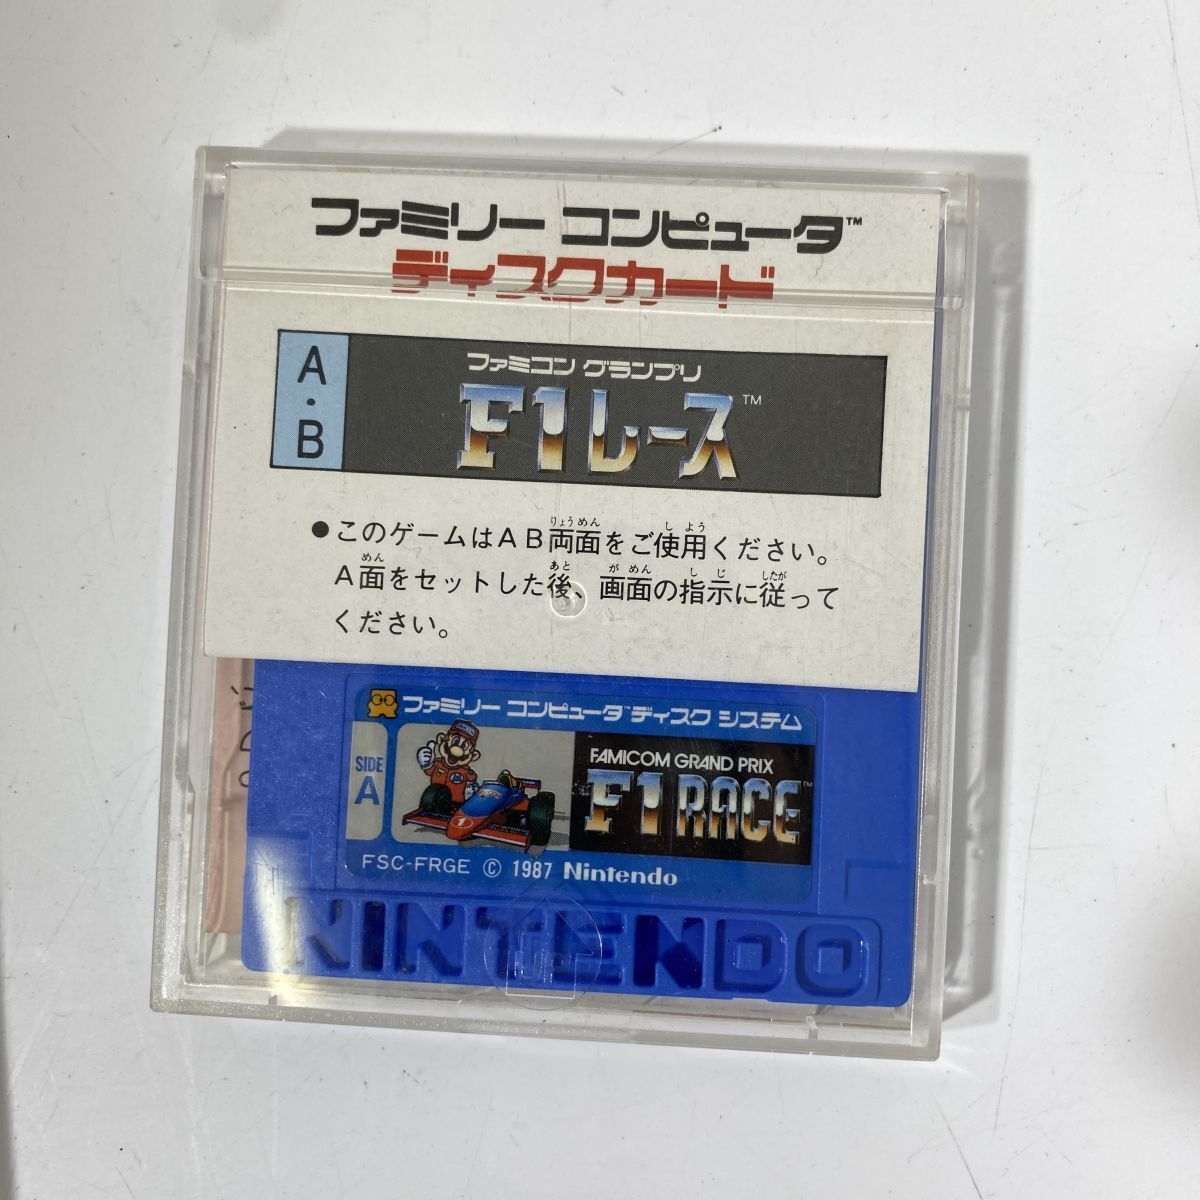 ファミリー コンピュータ™
ディスクカード
A・B
ファミコン グランプリ
F1レース™
●このゲームはAB両面をご使用ください。
A面をセットした後、画面の指示に従って
ください。
ファミリー コンピュータ™ ディスク システム
SIDE
A
FAMICOM GRAND PRIX
F1 RACE™
FSC-FRGE © 1987 Nintendo
NINTENDO